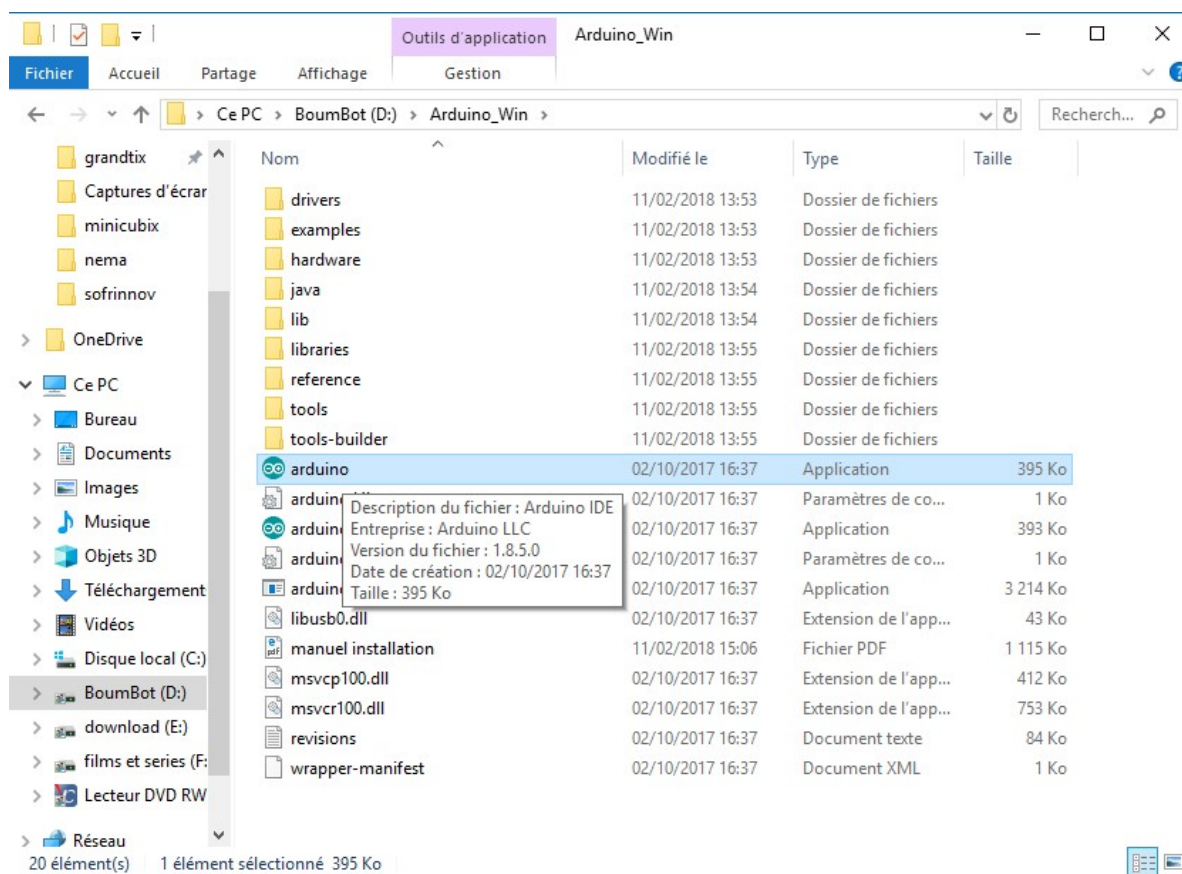 Outils d'application Arduino_Win
Fichier Accueil Partage Affichage Gestion
Ce PC > BoumBot (D:) > Arduino_Win > Recherch...
grandtix
Captures d'écrar
minicubix
nema
sofrinnov
OneDrive
Ce PC
Bureau
Documents
Images
Musique
Objets 3D
Téléchargement
Vidéos
Disque local (C:)
BoumBot (D:)
download (E:)
films et series (F:
Lecteur DVD RW
Réseau
Nom Modifié le Type Taille
drivers 11/02/2018 13:53 Dossier de fichiers
examples 11/02/2018 13:53 Dossier de fichiers
hardware 11/02/2018 13:53 Dossier de fichiers
java 11/02/2018 13:54 Dossier de fichiers
lib 11/02/2018 13:54 Dossier de fichiers
libraries 11/02/2018 13:55 Dossier de fichiers
reference 11/02/2018 13:55 Dossier de fichiers
tools 11/02/2018 13:55 Dossier de fichiers
tools-builder 11/02/2018 13:55 Dossier de fichiers
arduino 02/10/2017 16:37 Application 395 Ko
02/10/2017 16:37 Paramètres de co... 1 Ko
02/10/2017 16:37 Application 393 Ko
02/10/2017 16:37 Paramètres de co... 1 Ko
02/10/2017 16:37 Application 3 214 Ko
libusb0.dll 02/10/2017 16:37 Extension de l'app... 43 Ko
manuel installation 11/02/2018 15:06 Fichier PDF 1 115 Ko
msvcp100.dll 02/10/2017 16:37 Extension de l'app... 412 Ko
msvcr100.dll 02/10/2017 16:37 Extension de l'app... 753 Ko
revisions 02/10/2017 16:37 Document texte 84 Ko
wrapper-manifest 02/10/2017 16:37 Document XML 1 Ko
Description du fichier : Arduino IDE
Entreprise : Arduino LLC
Version du fichier : 1.8.5.0
Date de création : 02/10/2017 16:37
Taille : 395 Ko
20 élément(s) 1 élément sélectionné 395 Ko